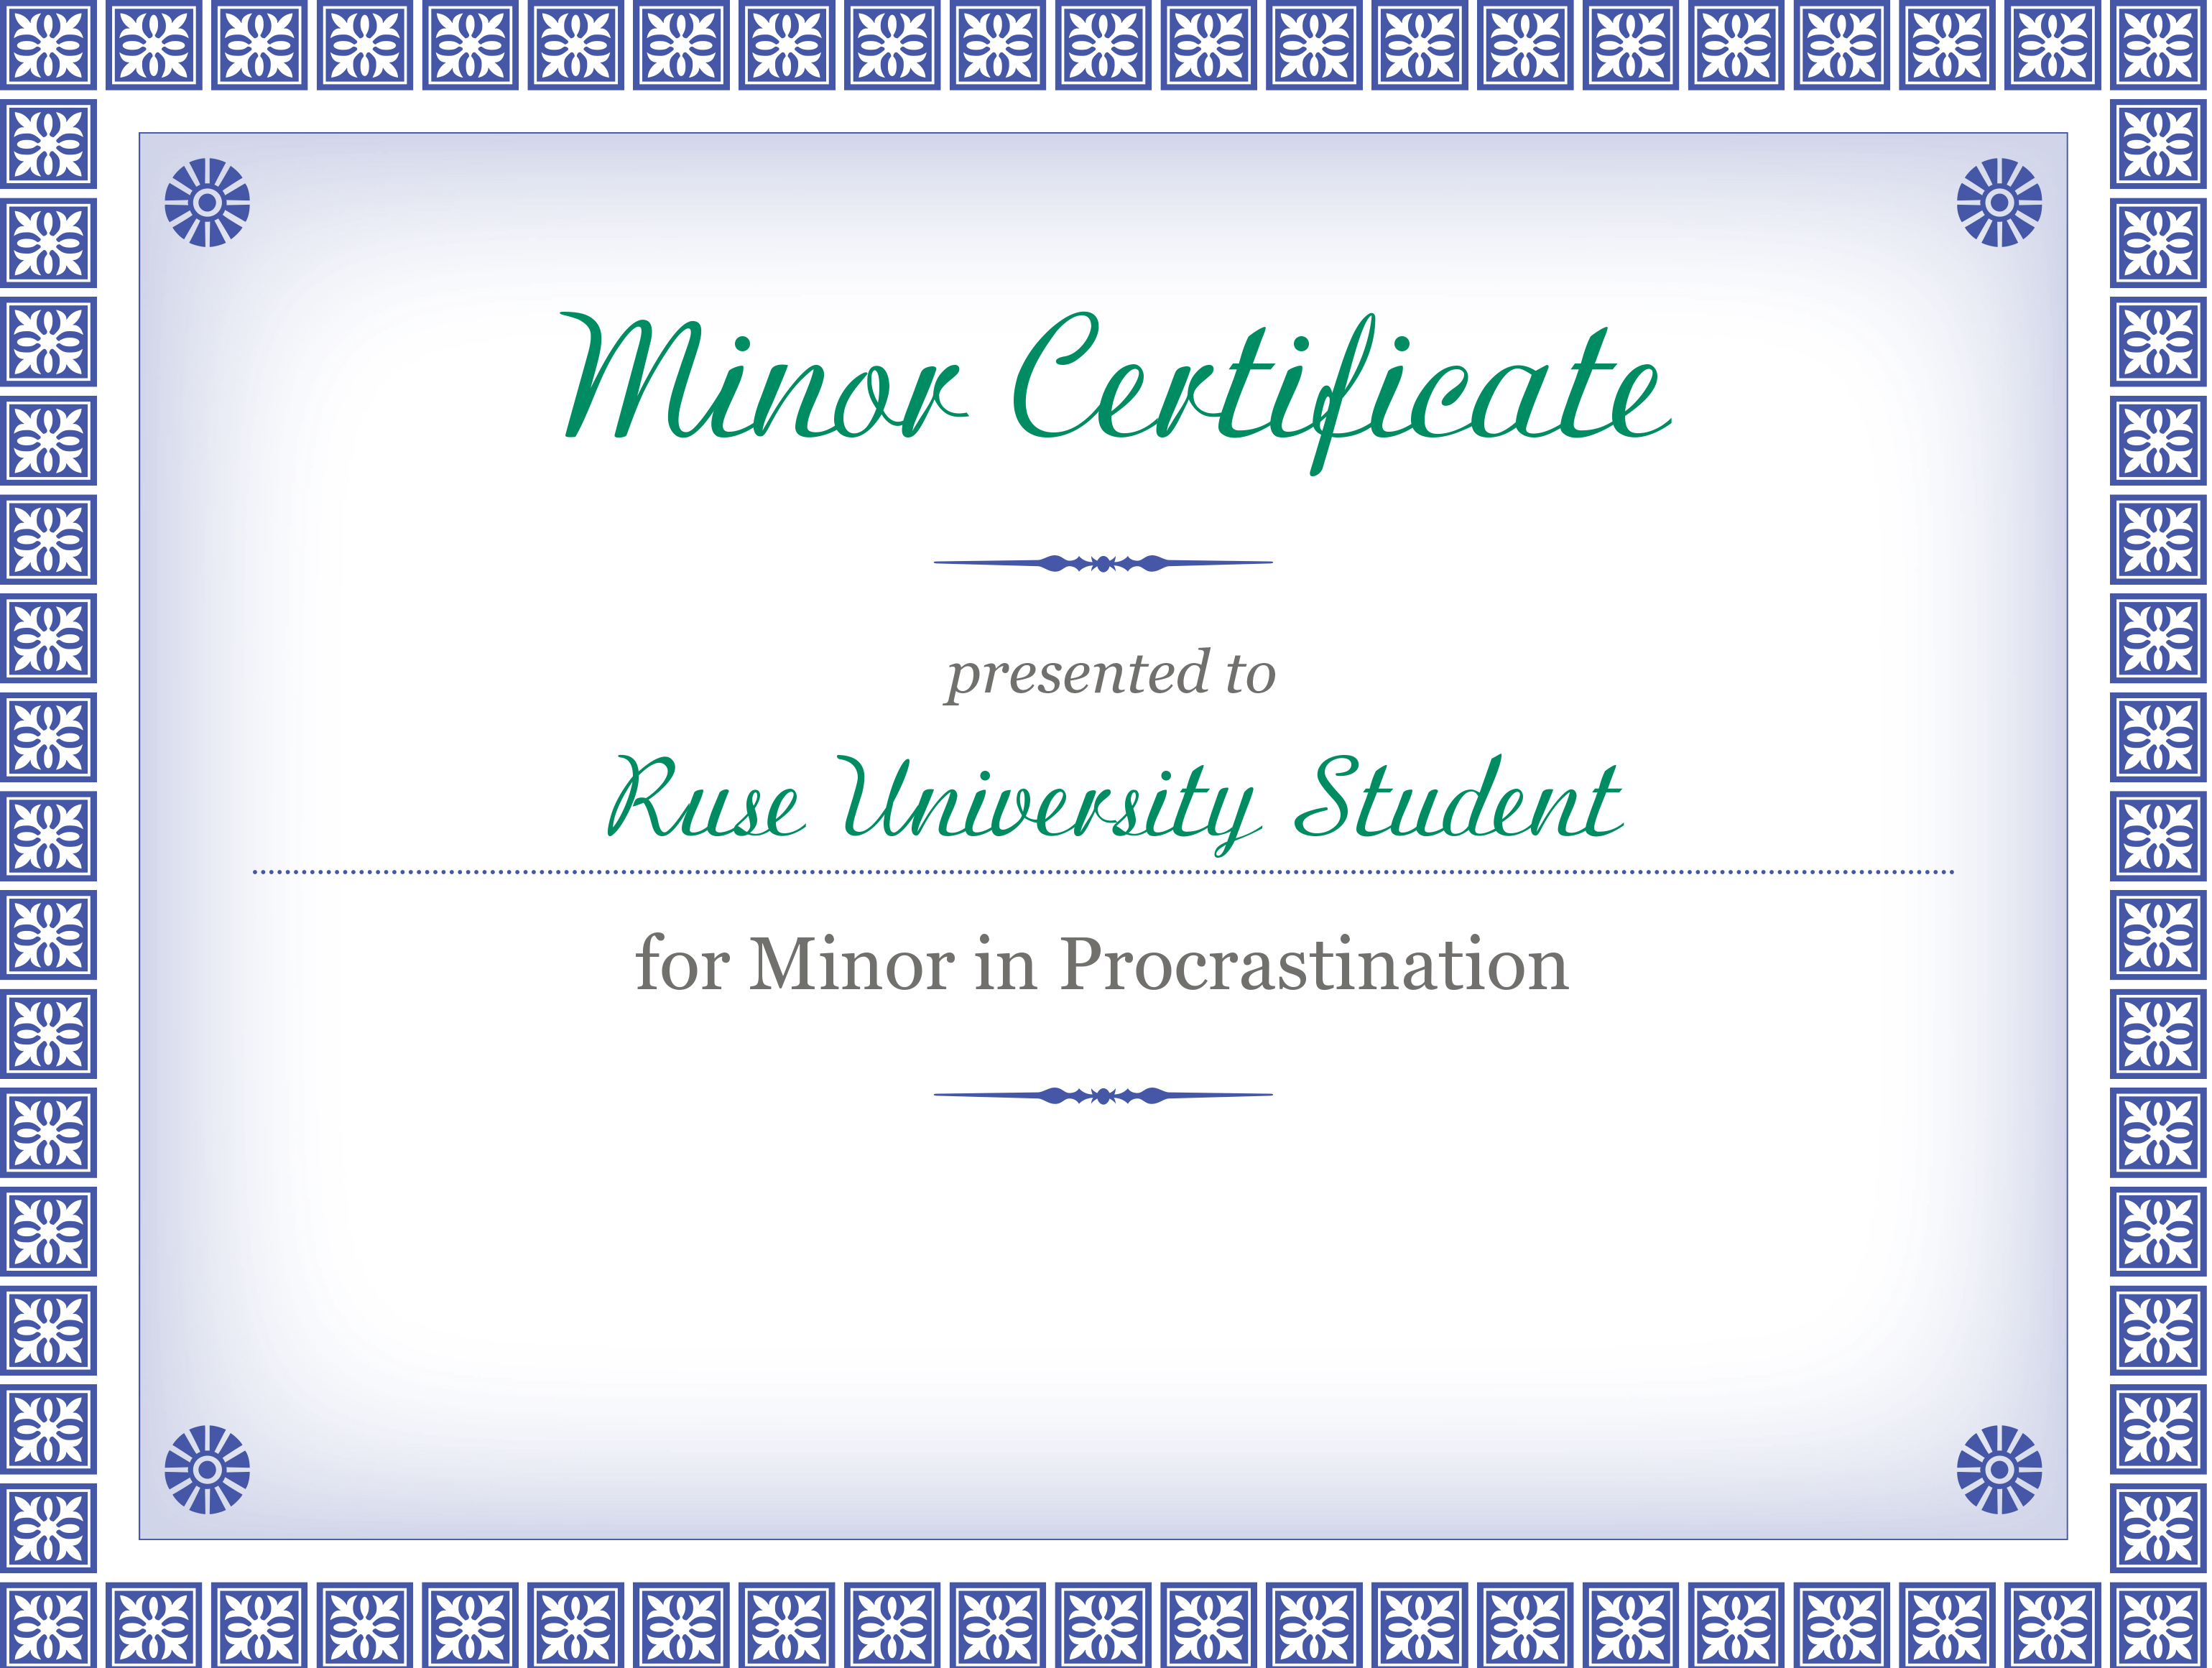 Minor Certificate
presented to
Ruse University Student
for Minor in Procrastination